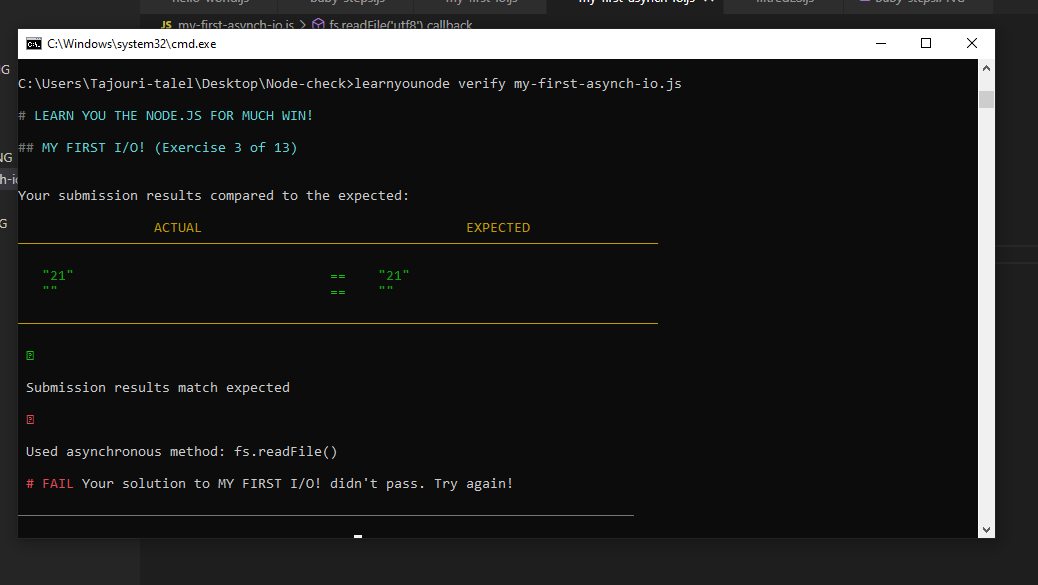 JS my-first-asynch-io.js > fs.readFile('utf8') callback
C:\Windows\system32\cmd.exe
C:\Users\Tajouri-talel\Desktop\Node-check>learnyounode verify my-first-asynch-io.js
# LEARN YOU THE NODE.JS FOR MUCH WIN!
## MY FIRST I/O! (Exercise 3 of 13)
Your submission results compared to the expected:
ACTUAL EXPECTED
"21" == "21"
"" == ""
Submission results match expected
Used asynchronous method: fs.readFile()
# FAIL Your solution to MY FIRST I/O! didn't pass. Try again!